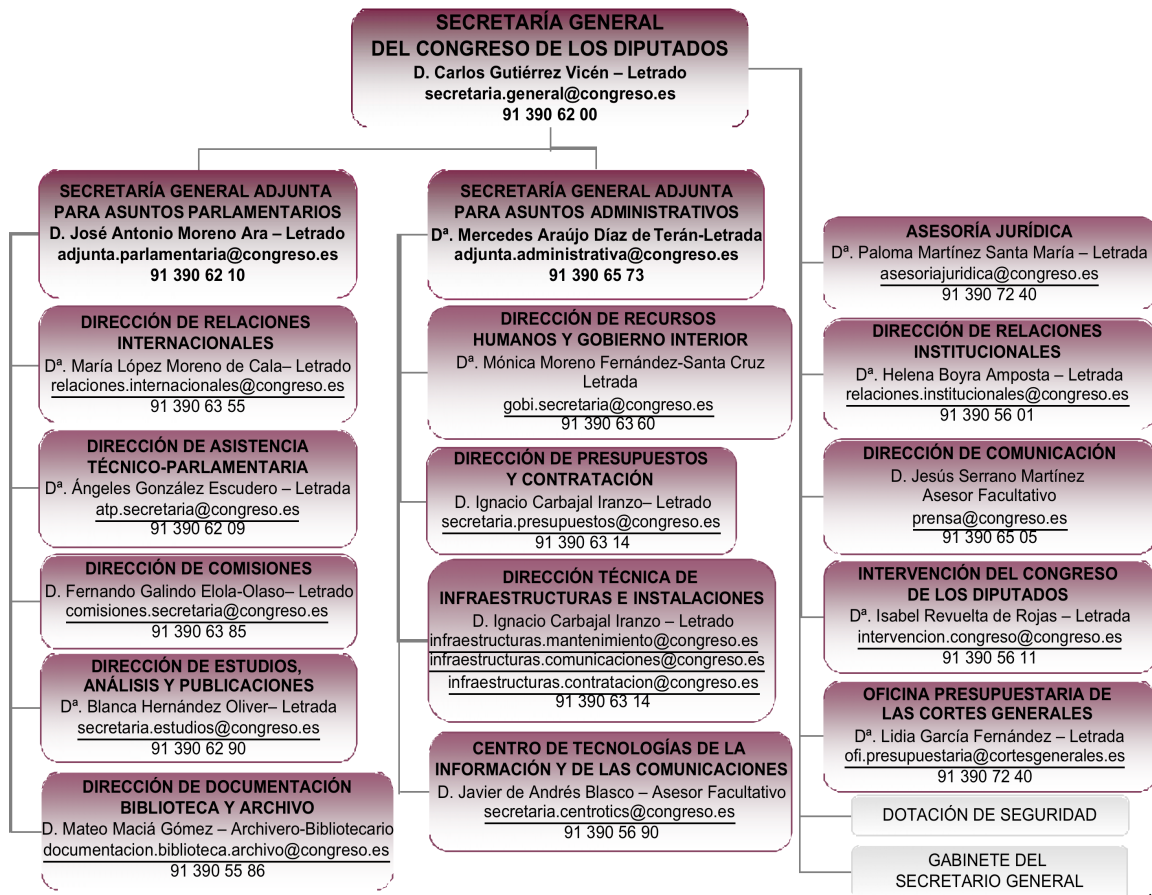 SECRETARÍA GENERAL
DEL CONGRESO DE LOS DIPUTADOS
D. Carlos Gutiérrez Vicén – Letrado
secretaria.general@congreso.es
91 390 62 00
SECRETARÍA GENERAL ADJUNTA
PARA ASUNTOS PARLAMENTARIOS
D. José Antonio Moreno Ara – Letrado
adjunta.parlamentaria@congreso.es
91 390 62 10
DIRECCIÓN DE RELACIONES
INTERNACIONALES
Dª. María López Moreno de Cala– Letrado
relaciones.internacionales@congreso.es
91 390 63 55
DIRECCIÓN DE ASISTENCIA
TÉCNICO-PARLAMENTARIA
Dª. Ángeles González Escudero – Letrada
atp.secretaria@congreso.es
91 390 62 09
DIRECCIÓN DE COMISIONES
D. Fernando Galindo Elola-Olaso– Letrado
comisiones.secretaria@congreso.es
91 390 63 85
DIRECCIÓN DE ESTUDIOS,
ANÁLISIS Y PUBLICACIONES
Dª. Blanca Hernández Oliver– Letrada
secretaria.estudios@congreso.es
91 390 62 90
DIRECCIÓN DE DOCUMENTACIÓN
BIBLIOTECA Y ARCHIVO
D. Mateo Maciá Gómez – Archivero-Bibliotecario
documentacion.biblioteca.archivo@congreso.es
91 390 55 86
SECRETARÍA GENERAL ADJUNTA
PARA ASUNTOS ADMINISTRATIVOS
Dª. Mercedes Araújo Díaz de Terán-Letrada
adjunta.administrativa@congreso.es
91 390 65 73
DIRECCIÓN DE RECURSOS
HUMANOS Y GOBIERNO INTERIOR
Dª. Mónica Moreno Fernández-Santa Cruz
Letrada
gobi.secretaria@congreso.es
91 390 63 60
DIRECCIÓN DE PRESUPUESTOS
Y CONTRATACIÓN
D. Ignacio Carbajal Iranzo– Letrado
secretaria.presupuestos@congreso.es
91 390 63 14
DIRECCIÓN TÉCNICA DE
INFRAESTRUCTURAS E INSTALACIONES
D. Ignacio Carbajal Iranzo – Letrado
infraestructuras.mantenimiento@congreso.es
infraestructuras.comunicaciones@congreso.es
infraestructuras.contratacion@congreso.es
91 390 63 14
CENTRO DE TECNOLOGÍAS DE LA
INFORMACIÓN Y DE LAS COMUNICACIONES
D. Javier de Andrés Blasco – Asesor Facultativo
secretaria.centrotics@congreso.es
91 390 56 90
ASESORÍA JURÍDICA
Dª. Paloma Martínez Santa María – Letrada
asesoriajuridica@congreso.es
91 390 72 40
DIRECCIÓN DE RELACIONES
INSTITUCIONALES
Dª. Helena Boyra Amposta – Letrada
relaciones.institucionales@congreso.es
91 390 56 01
DIRECCIÓN DE COMUNICACIÓN
D. Jesús Serrano Martínez
Asesor Facultativo
prensa@congreso.es
91 390 65 05
INTERVENCIÓN DEL CONGRESO
DE LOS DIPUTADOS
Dª. Isabel Revuelta de Rojas – Letrada
intervencion.congreso@congreso.es
91 390 56 11
OFICINA PRESUPUESTARIA DE
LAS CORTES GENERALES
Dª. Lidia García Fernández – Letrada
ofi.presupuestaria@cortesgenerales.es
91 390 72 40
DOTACIÓN DE SEGURIDAD
GABINETE DEL
SECRETARIO GENERAL